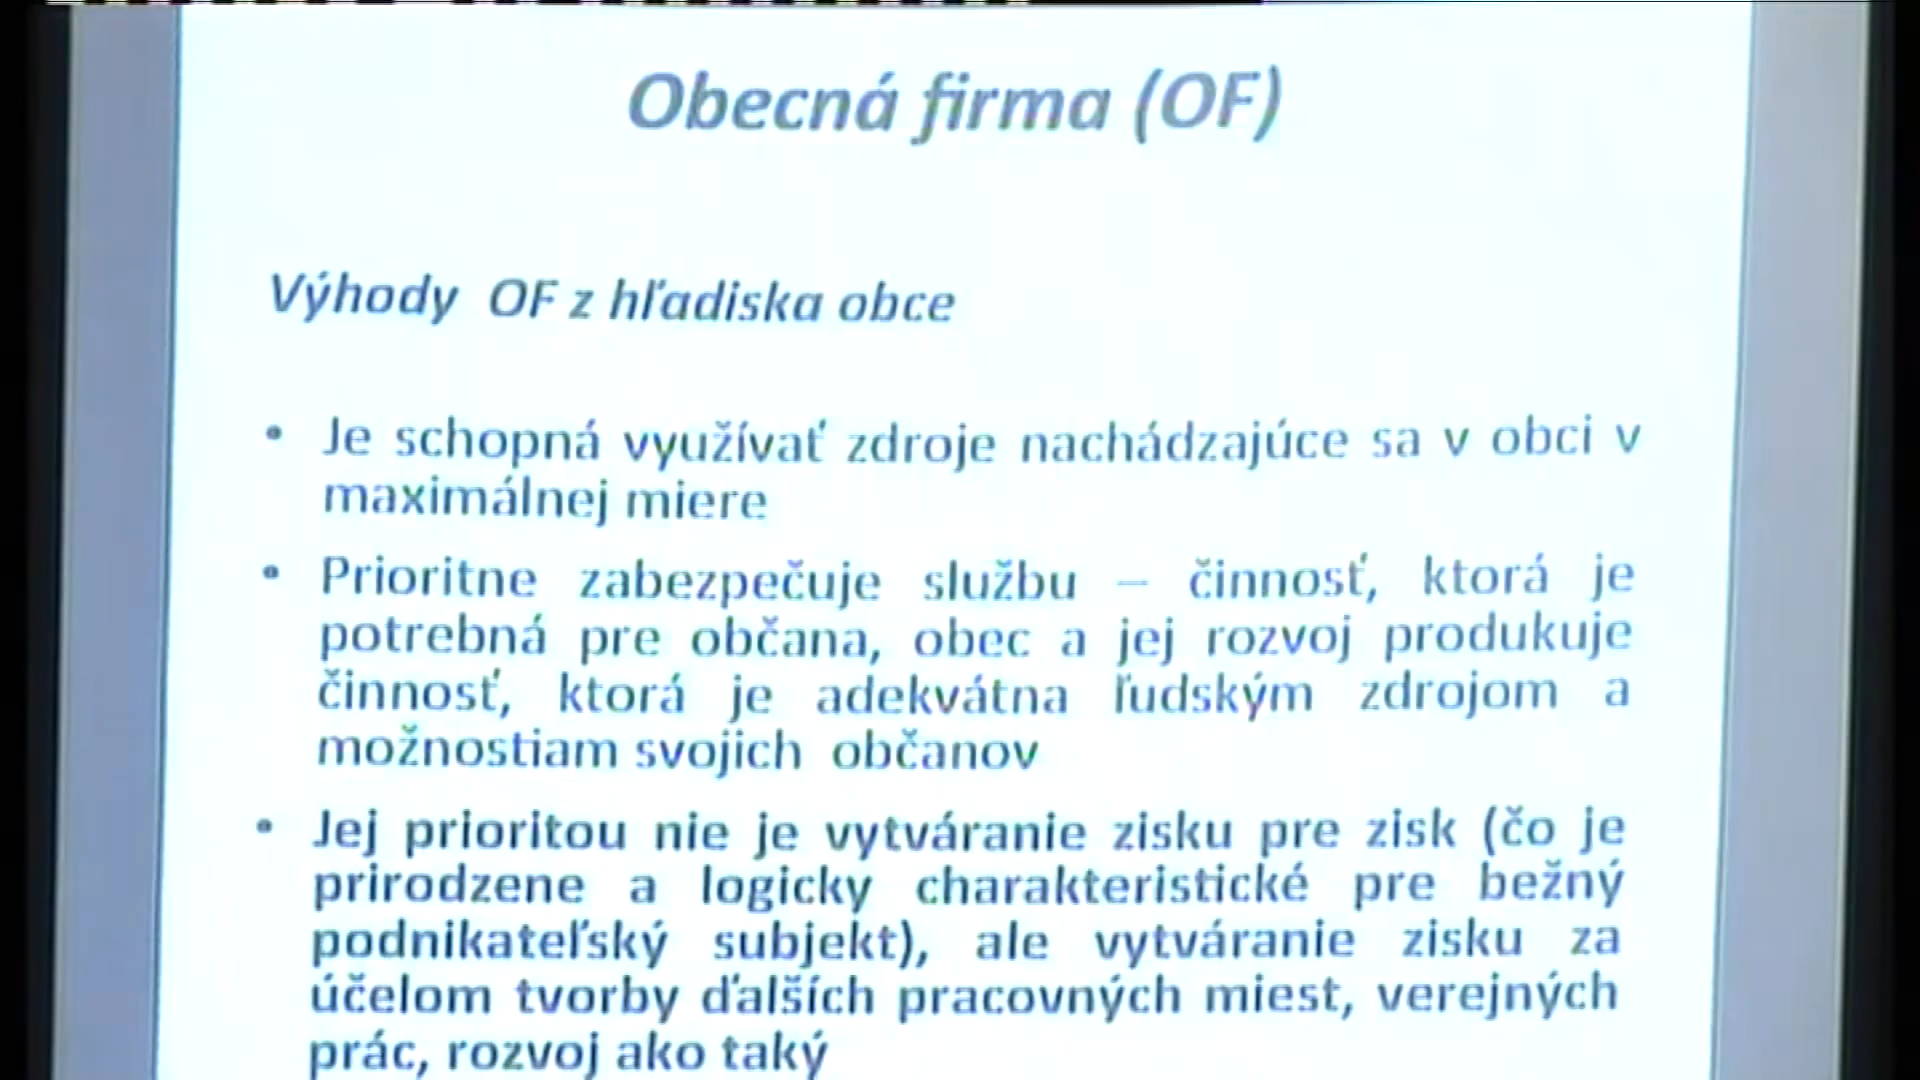 Obecná firma (OF)
Výhody OF z hľadiska obce
• Je schopná využívať zdroje nachádzajúce sa v obci v
maximálnej miere
• Prioritne zabezpečuje službu – činnosť, ktorá je
potrebná pre občana, obec a jej rozvoj produkuje
činnosť, ktorá je adekvátna ľudským zdrojom a
možnostiam svojich občanov
• Jej prioritou nie je vytváranie zisku pre zisk (čo je
prirodzene a logicky charakteristické pre bežný
podnikateľský subjekt), ale vytváranie zisku za
účelom tvorby ďalších pracovných miest, verejných
prác, rozvoj ako taký